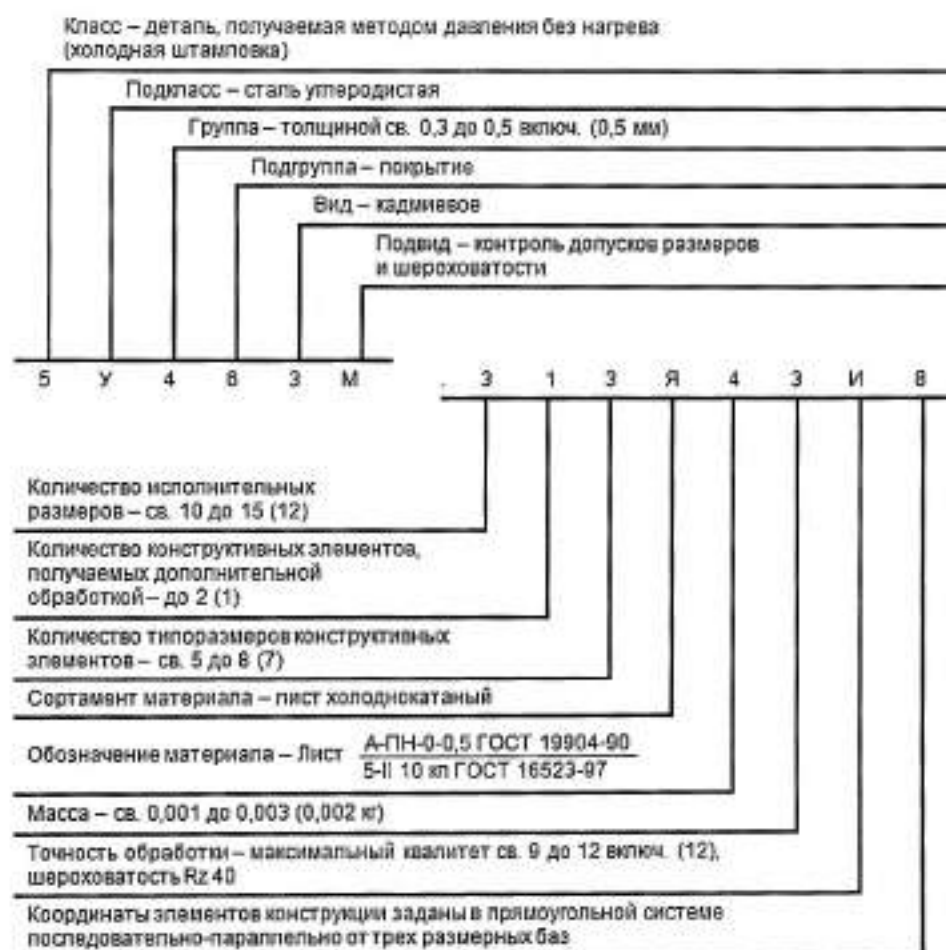 Класс – деталь, получаемая методом давления без нагрева
(холодная штамповка)
Подкласс – сталь углеродистая
Группа – толщиной св. 0,3 до 0,5 включ. (0,5 мм)
Подгруппа – покрытие
Вид – кадмиевое
Подвид – контроль допусков размеров
и шероховатости
5 У 4 6 3 М
. 3 1 3 Я 4 3 И 8
Количество исполнительных
размеров – св. 10 до 15 (12)
Количество конструктивных элементов,
получаемых дополнительной
обработкой – до 2 (1)
Количество типоразмеров конструктивных
элементов – св. 5 до 8 (7)
Сортамент материала – лист холоднокатаный
Обозначение материала – Лист А-ПН-0-0,5 ГОСТ 19904-90
5-II 10 кп ГОСТ 16523-97
Масса – св. 0,001 до 0,003 (0,002 кг)
Точность обработки – максимальный квалитет св. 9 до 12 включ. (12),
шероховатость Rz 40
Координаты элементов конструкции заданы в прямоугольной системе
последовательно-параллельно от трех размерных баз